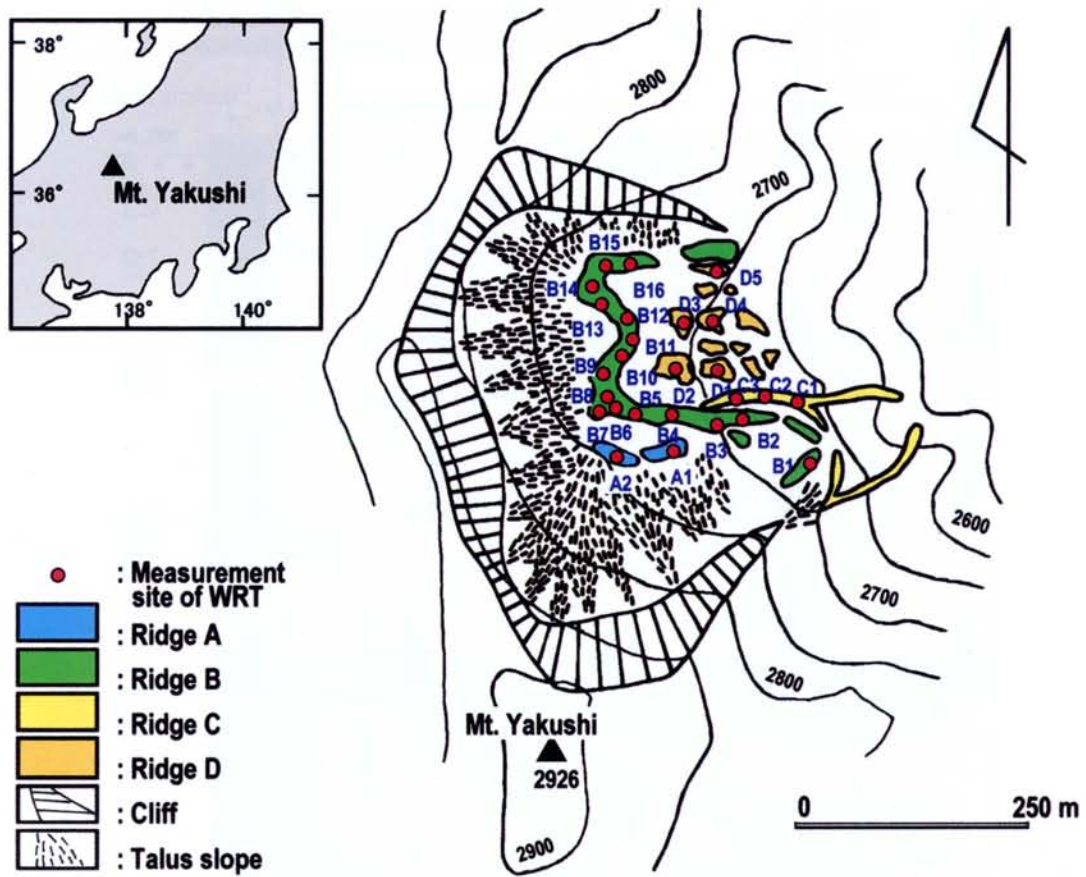 38°
36°
Mt. Yakushi
138°
140°
2800
2700
B15
B14
B16
D5
D3
D4
B13
B12
B11
B9
B10
B8
B5
D2
D1
C3
C2
C1
B7
B6
B4
B3
B2
B1
A2
A1
2600
2700
2800
Mt. Yakushi
2926
2900
0
250 m
: Measurement
site of WRT
: Ridge A
: Ridge B
: Ridge C
: Ridge D
: Cliff
: Talus slope